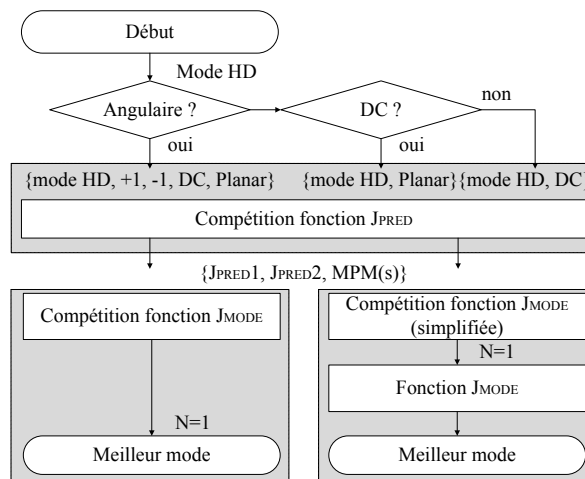 Début
Mode HD
Angulaire ?
DC ?
non
oui
oui
{mode HD, +1, -1, DC, Planar}
{mode HD, Planar}
{mode HD, DC}
Compétition fonction JPRED
{JPRED1, JPRED2, MPM(s)}
Compétition fonction JMODE
Compétition fonction JMODE
(simplifiée)
N=1
Fonction JMODE
N=1
Meilleur mode
Meilleur mode